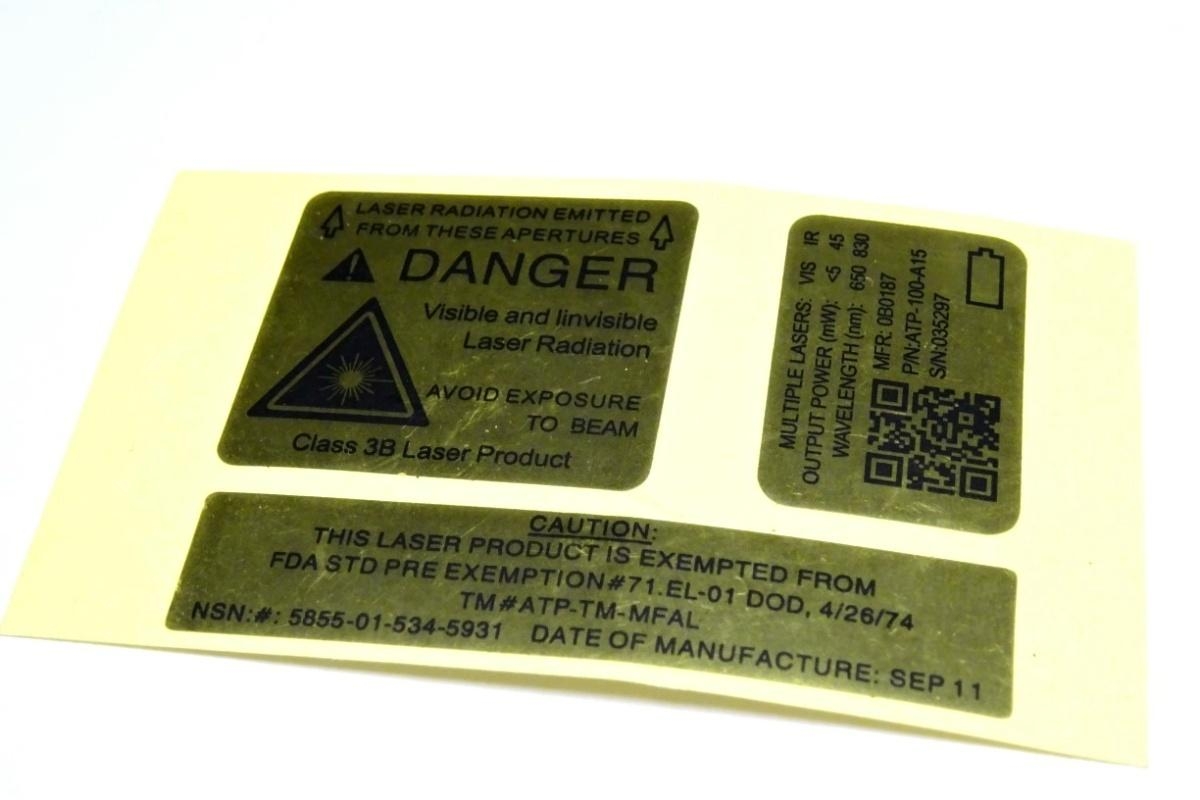 LASER RADIATION EMITTED
FROM THESE APERTURES
DANGER
Visible and Iinvisible
Laser Radiation
AVOID EXPOSURE
TO BEAM
Class 3B Laser Product
MULTIPLE LASERS: VIS IR
OUTPUT POWER (mW): <5 45
WAVELENGTH (nm): 650 830
MFR: 0B0187
P/N:ATP-100-A15
S/N:035297
CAUTION:
THIS LASER PRODUCT IS EXEMPTED FROM
FDA STD PRE EXEMPTION#71.EL-01 DOD, 4/26/74
TM#ATP-TM-MFAL
NSN:#: 5855-01-534-5931 DATE OF MANUFACTURE: SEP 11